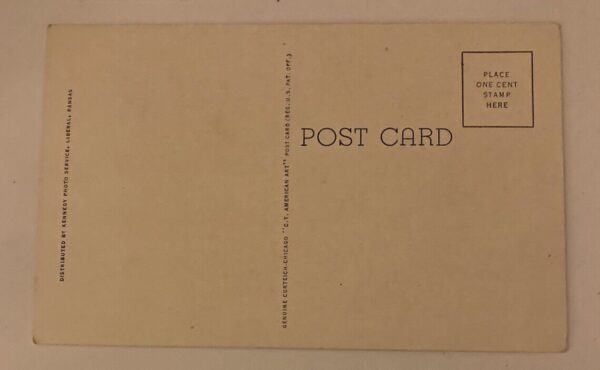 DISTRIBUTED BY KENNEDY PHOTO SERVICE, LIBERAL, KANSAS
GENUINE CURTEICH-CHICAGO "C.T. AMERICAN ART" POST CARD (REG. U.S. PAT. OFF.)
POST CARD
PLACE
ONE CENT
STAMP
HERE